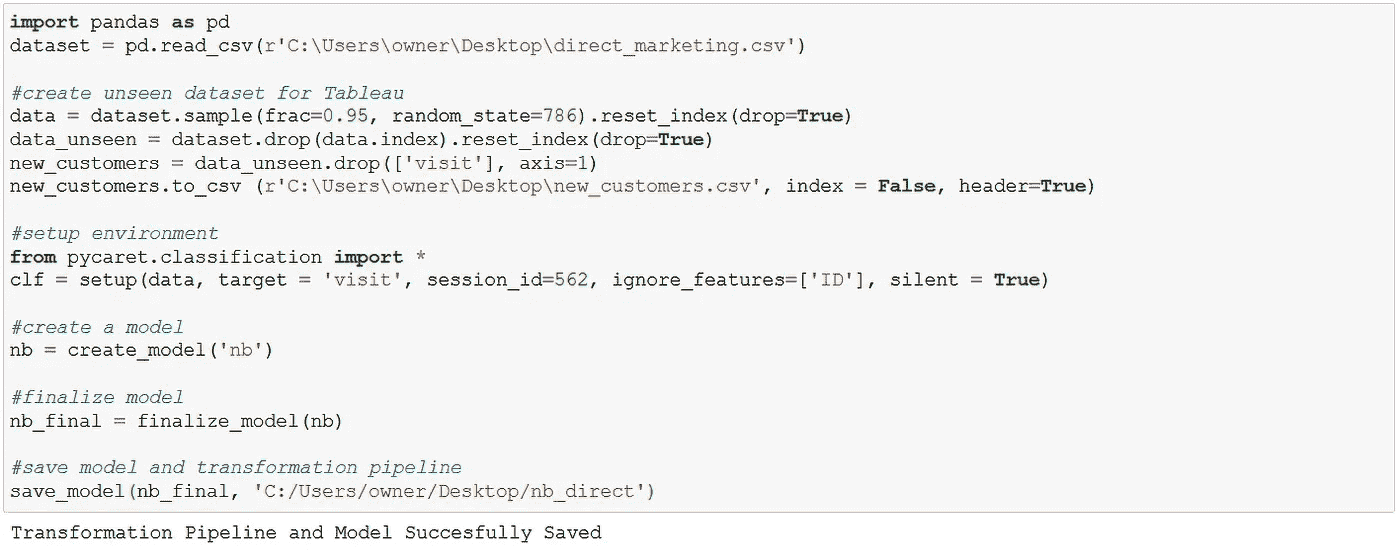 import pandas as pd
dataset = pd.read_csv(r'C:\Users\owner\Desktop\direct_marketing.csv')
#create unseen dataset for Tableau
data = dataset.sample(frac=0.95, random_state=786).reset_index(drop=True)
data_unseen = dataset.drop(data.index).reset_index(drop=True)
new_customers = data_unseen.drop(['visit'], axis=1)
new_customers.to_csv (r'C:\Users\owner\Desktop\new_customers.csv', index = False, header=True)
#setup environment
from pycaret.classification import *
clf = setup(data, target = 'visit', session_id=562, ignore_features=['ID'], silent = True)
#create a model
nb = create_model('nb')
#finalize model
nb_final = finalize_model(nb)
#save model and transformation pipeline
save_model(nb_final, 'C:/Users/owner/Desktop/nb_direct')
Transformation Pipeline and Model Succesfully Saved